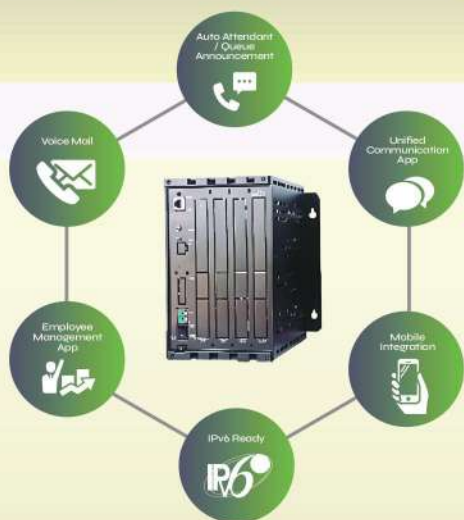 Auto Attendant
/ Queue
Announcement
Voice Mail
Unified
Communication
App
Employee
Management
App
Mobile
Integration
IPv6 Ready
IPv6